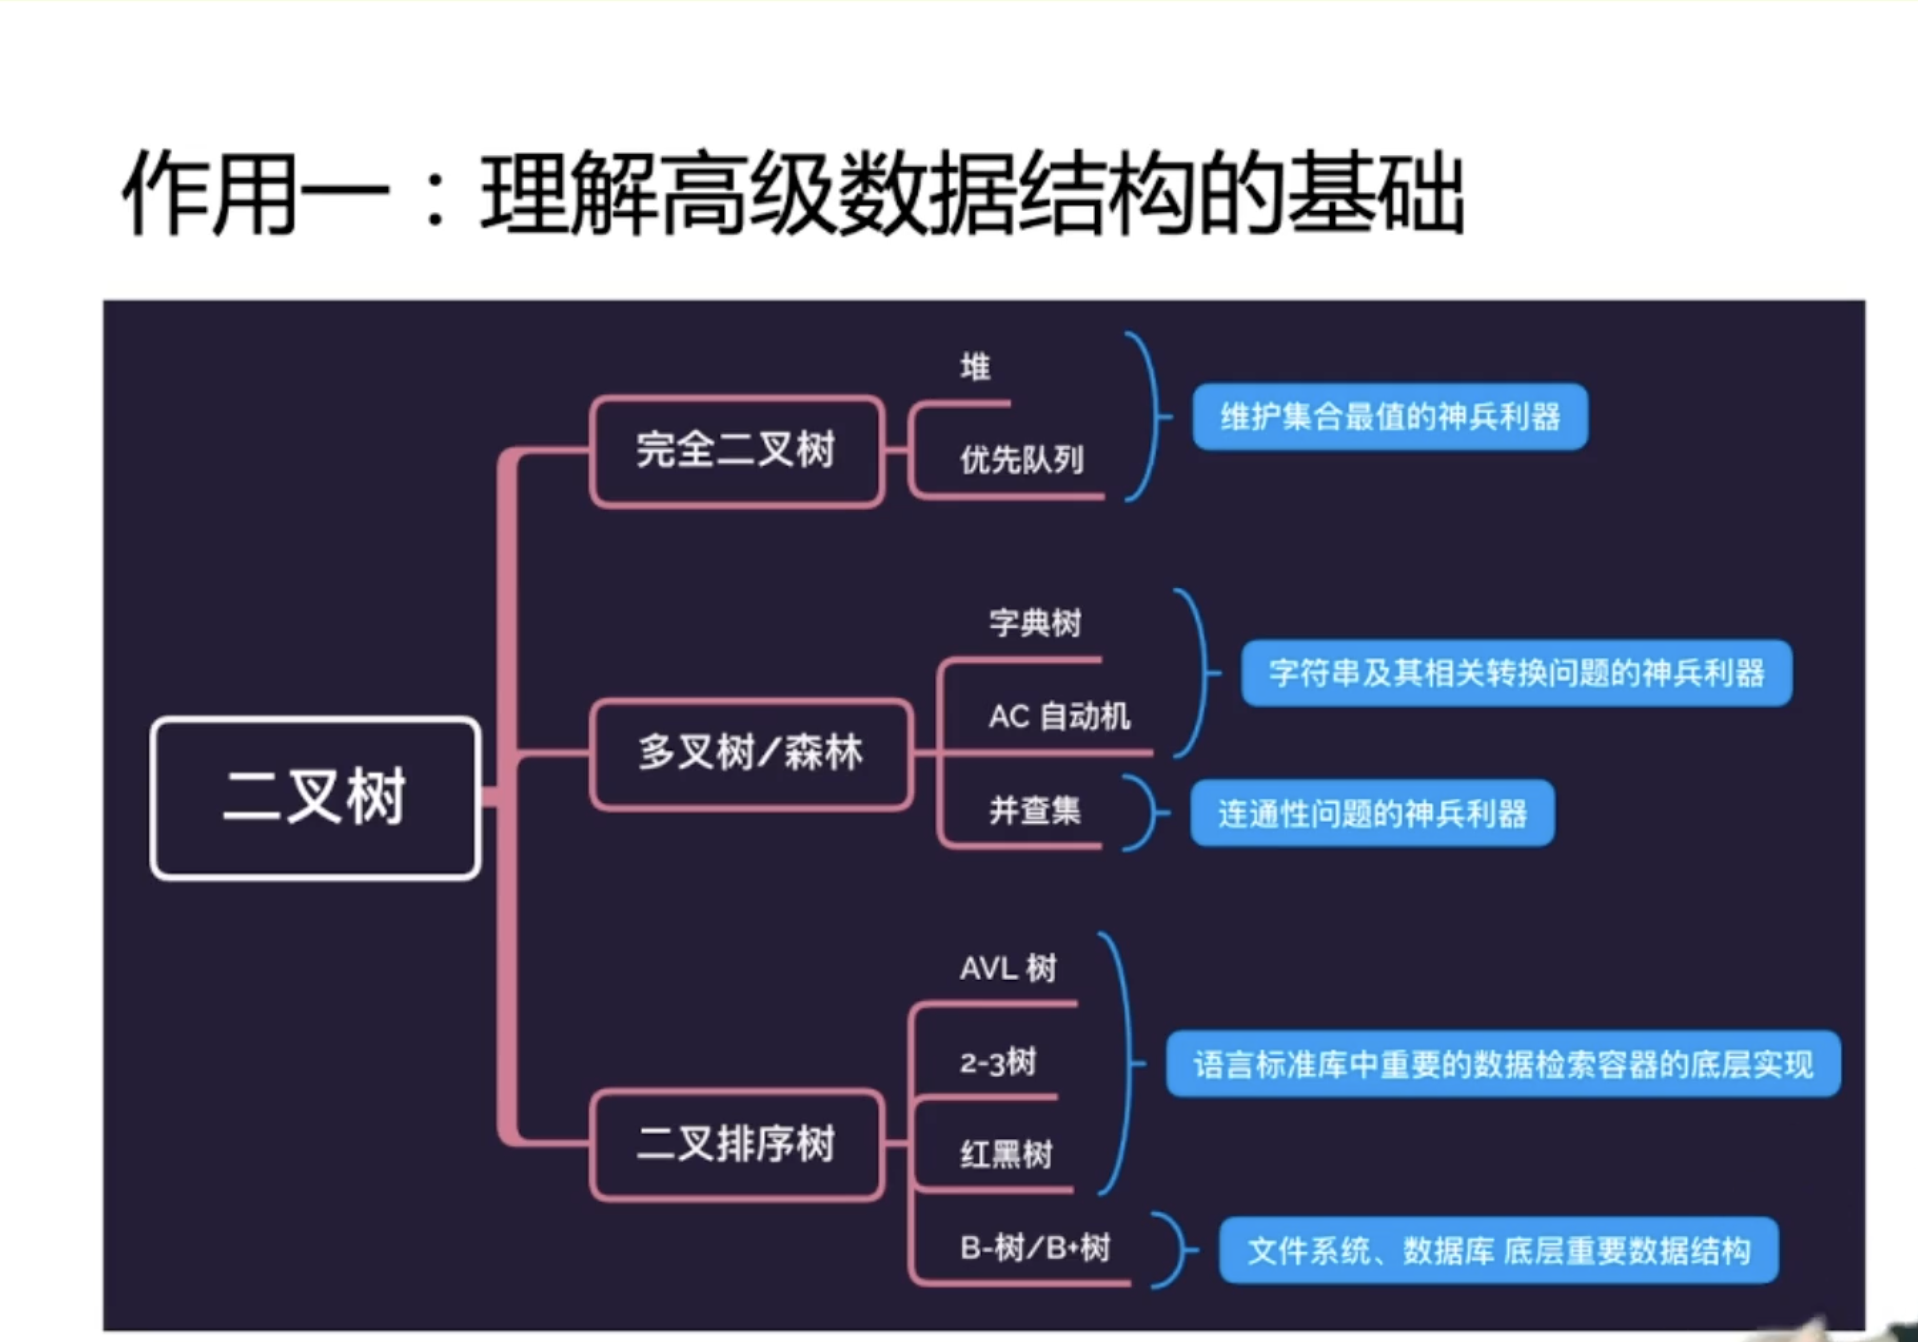 作用一：理解高级数据结构的基础
二叉树
完全二叉树
堆
优先队列
维护集合最值的神兵利器
多叉树/森林
字典树
AC 自动机
字符串及其相关转换问题的神兵利器
并查集
连通性问题的神兵利器
二叉排序树
AVL 树
2-3树
红黑树
语言标准库中重要的数据检索容器的底层实现
B-树/B+树
文件系统、数据库 底层重要数据结构